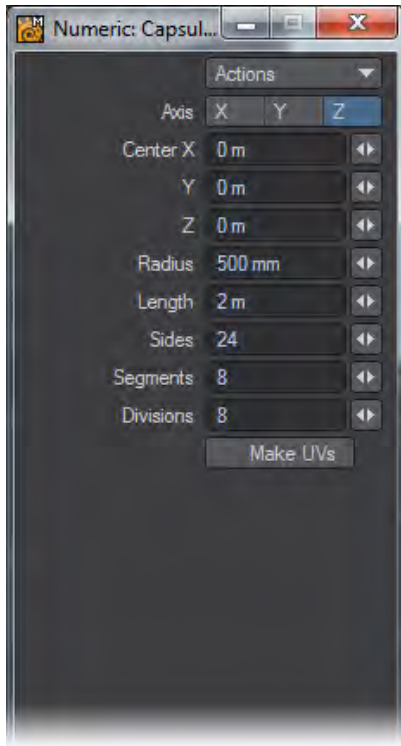 Numeric: Capsul...
Actions
Axis X Y Z
Center X 0 m
Y 0 m
Z 0 m
Radius 500 mm
Length 2 m
Sides 24
Segments 8
Divisions 8
Make UVs